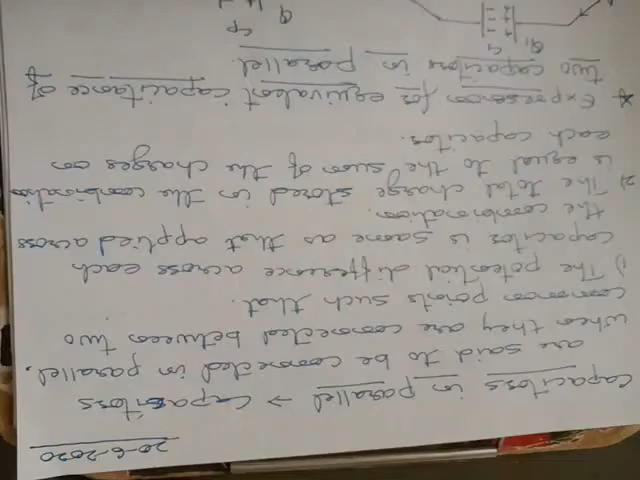 20-6-2020
Capacitors in parallel → Capacitors
are said to be connected in parallel,
when they are connected between two
common points such that.
1) The potential difference across each
capacitor is same as that applied across
the combination.
2) The total charge stored in the combination
is equal to the sum of the charges on
each capacitor.
* Expression for equivalent capacitance of
two capacitors in parallel
Q1
C1
Q
Cp